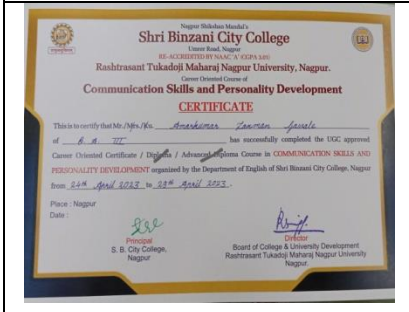 Nagpur Shikshan Mandal's
Shri Binzani City College
Umrer Road, Nagpur
RE-ACCREDITED BY NAAC 'A' (CGPA 3.03)
Rashtrasant Tukadoji Maharaj Nagpur University, Nagpur.
Career Oriented Course of
Communication Skills and Personality Development
CERTIFICATE
This is to certify that Mr./Mrs./Ku. Amarkumar
of B. A. III has successfully completed the UGC approved
Career Oriented Certificate / Diploma / Advanced Diploma Course in COMMUNICATION SKILLS AND
PERSONALITY DEVELOPMENT organized by the Department of English of Shri Binzani City College, Nagpur
from 24th April 2023 to 29th April 2023.
Place : Nagpur
Date :
Principal
S. B. City College,
Nagpur
Director
Board of College & University Development
Rashtrasant Tukadoji Maharaj Nagpur University
Nagpur.